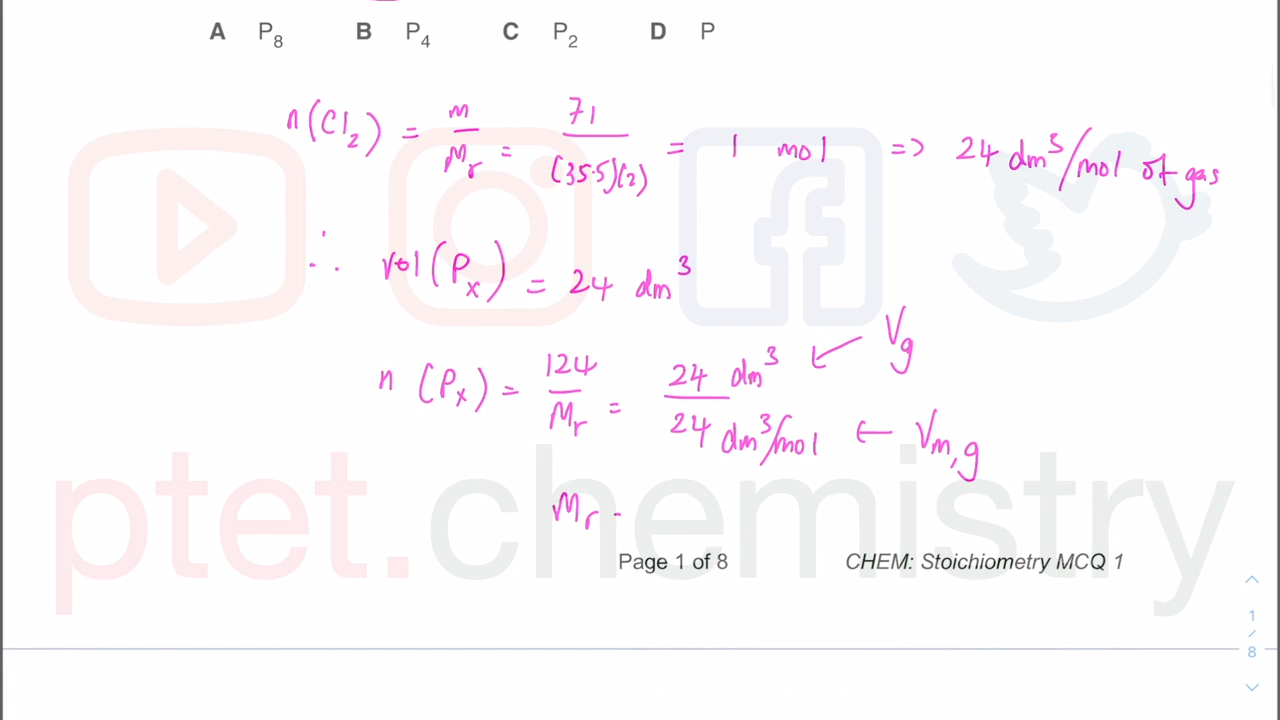 A P₈ B P₄ C P₂ D P
n(Cl₂) = m/Mr = 71/(35.5)(2) = 1 mol => 24 dm³/mol of gas
∴ vol(Pₓ) = 24 dm³
n(Pₓ) = 124/Mr = 24 dm³/24 dm³/mol ← Vg ← Vm,g
Mr -
ptet.chemistry
Page 1 of 8 CHEM: Stoichiometry MCQ 1
1
/
8